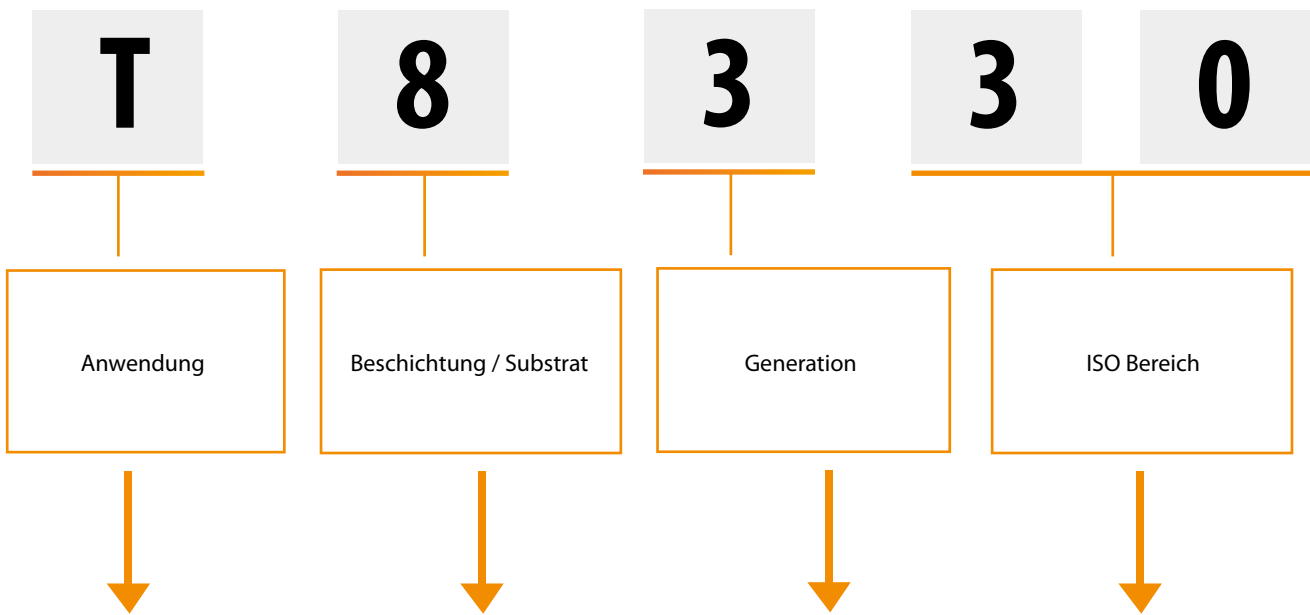 T 8 3 3 0
Anwendung Beschichtung / Substrat Generation ISO Bereich